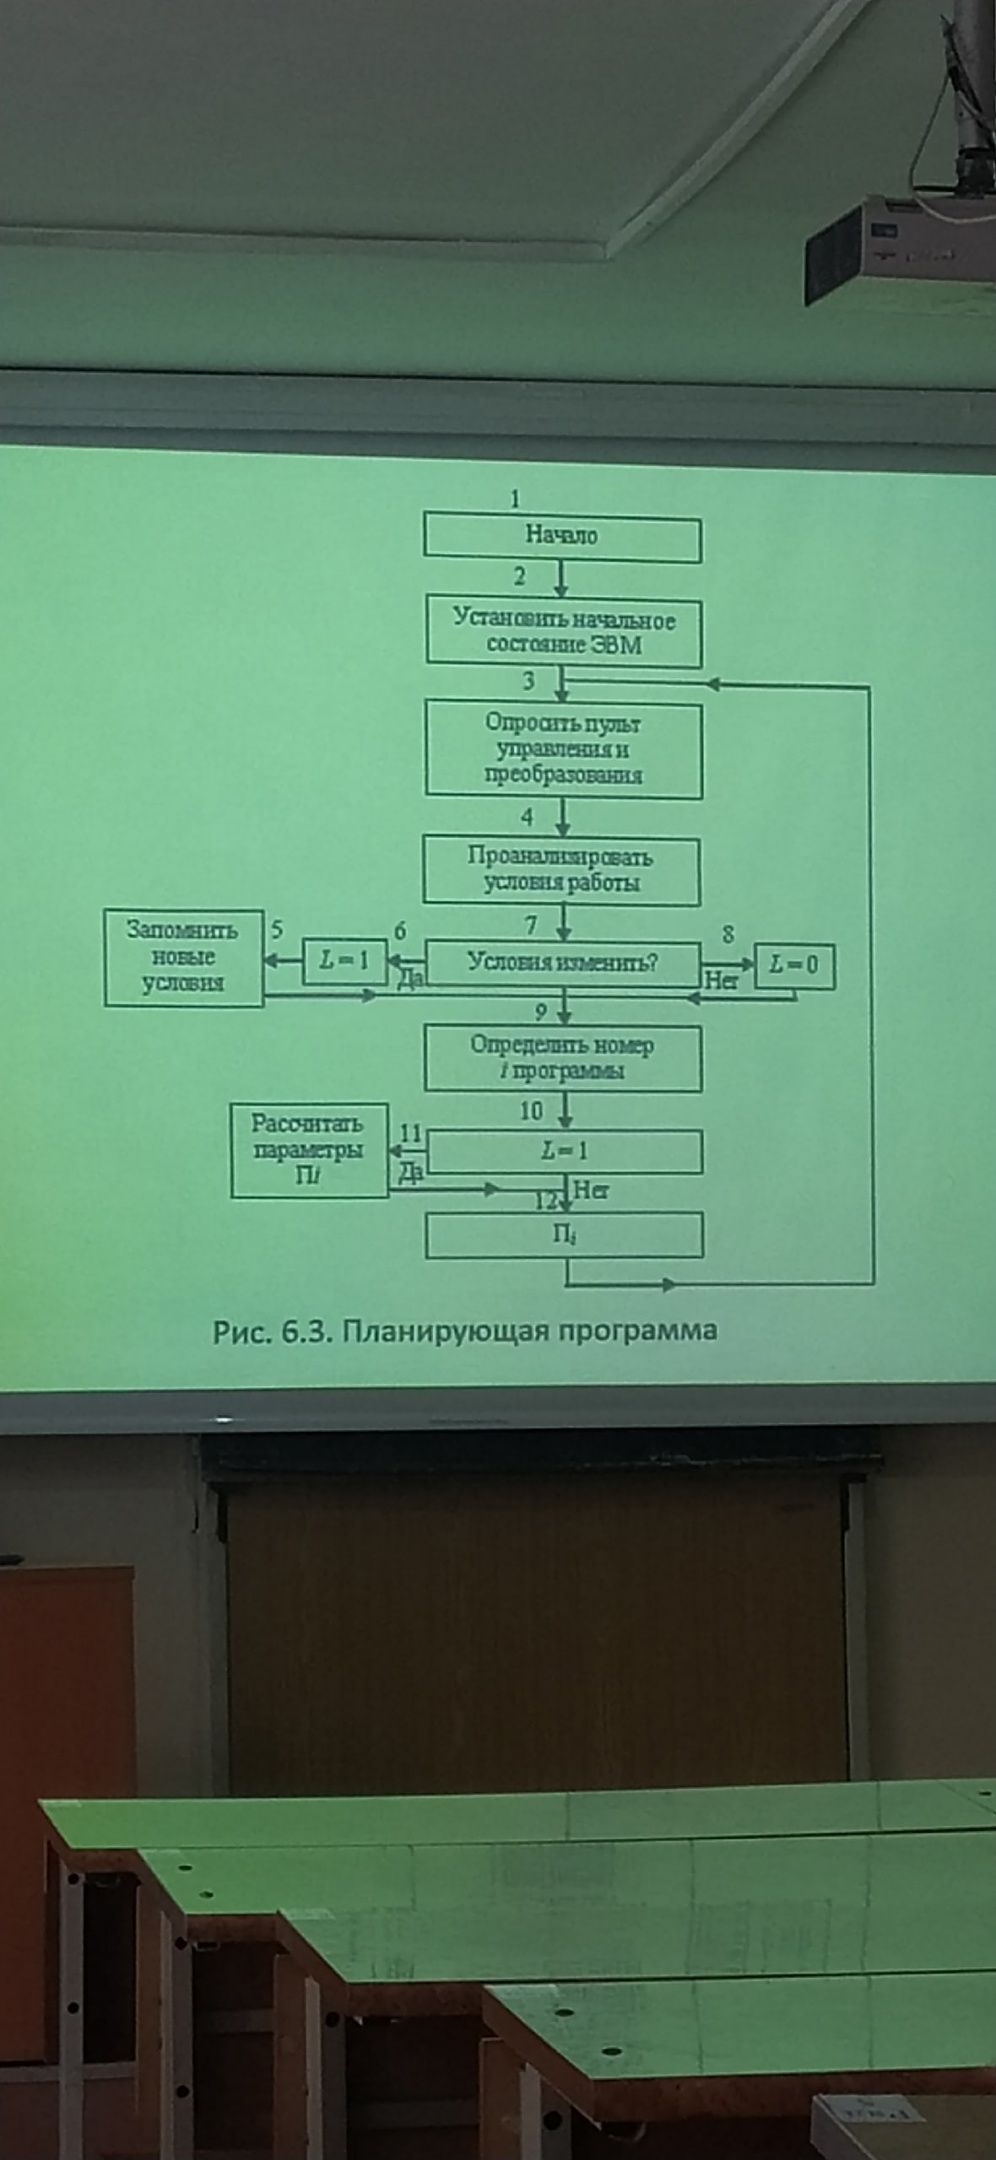 1
Начало
2
Установить начальное
состояние ЭВМ
3
Опросить пульт
управления и
преобразования
4
Проанализировать
условия работы
Запомнить
новые
условия
5
L=1
6
Да
7
Условия изменить?
8
Нет
L=0
9
Определить номер
i программы
10
L=1
Рассчитать
параметры
Пi
11
Да
12
Нет
Пi
Рис. 6.3. Планирующая программа